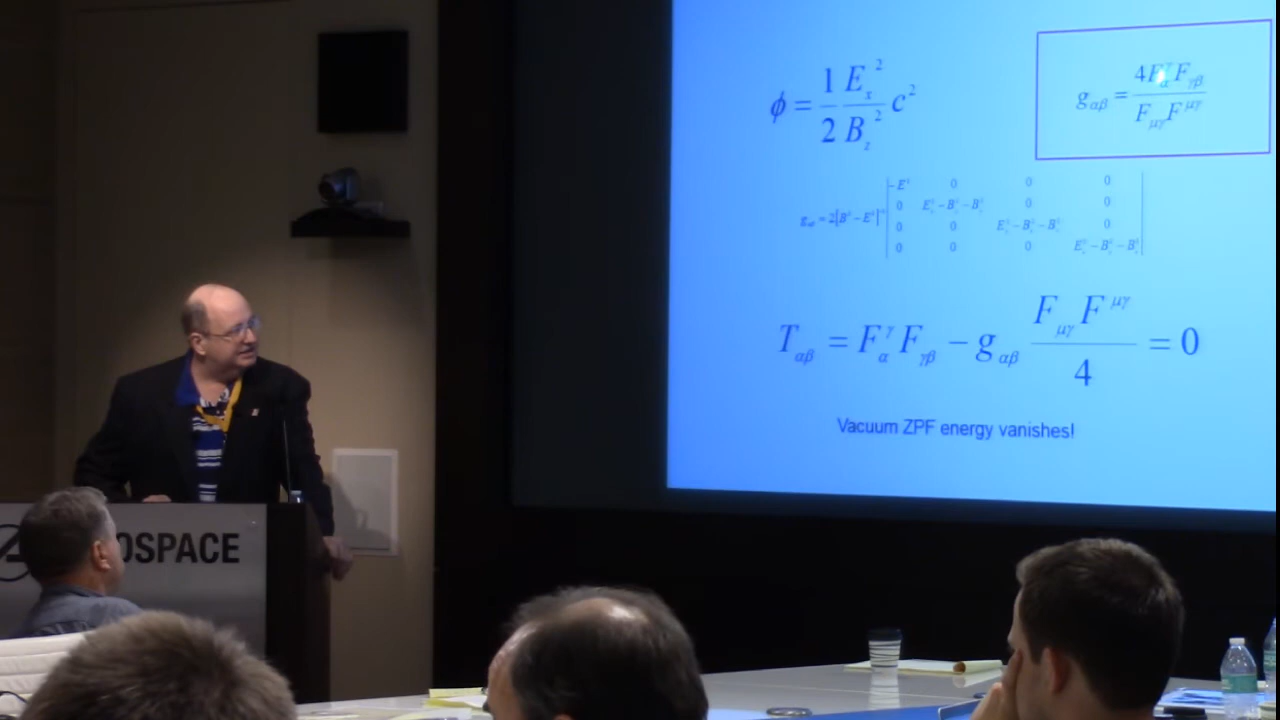 OSPACE
ϕ = 1/2 Eₓ²/B_z² c²
g_αβ = 4F_α^γ F_γβ / F_μγ F^μγ
T_αβ = F_α^γ F_γβ − g_αβ F_μγ F^μγ / 4 = 0
Vacuum ZPF energy vanishes!